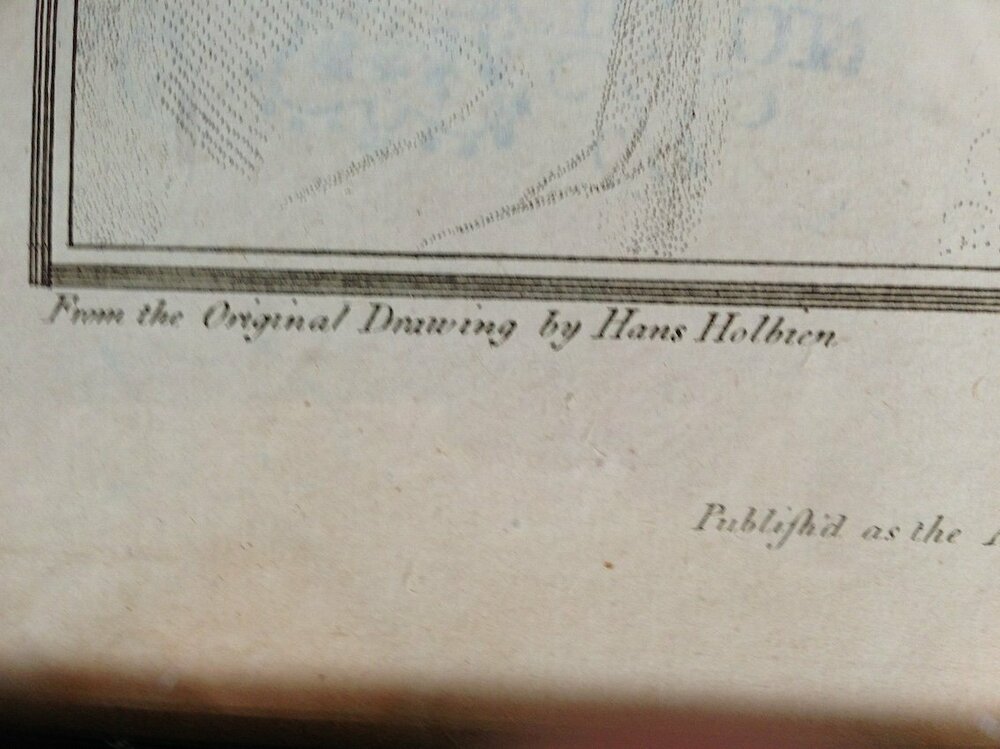 From the Original Drawing by Hans Holbien
Publiſh'd as the